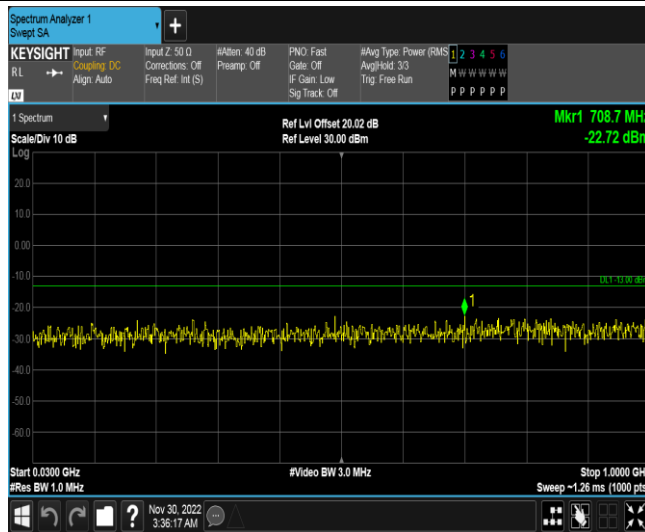 Spectrum Analyzer 1
Swept SA
KEYSIGHT
RL
LXI
Input: RF
Coupling: DC
Align: Auto
Input Z: 50 Ω
Corrections: Off
Freq Ref: Int (S)
#Atten: 40 dB
Preamp: Off
PNO: Fast
Gate: Off
IF Gain: Low
Sig Track: Off
#Avg Type: Power (RMS
Avg|Hold: 3/3
Trig: Free Run
1 2 3 4 5 6
M W W W W W
P P P P P P
1 Spectrum
Scale/Div 10 dB
Log
Ref Lvl Offset 20.02 dB
Ref Level 30.00 dBm
Mkr1 708.7 MHz
-22.72 dBm
20.0
10.0
0.00
-10.0
DL1 -13.00 dBm
1
-20.0
-30.0
-40.0
-50.0
-60.0
Start 0.0300 GHz
#Res BW 1.0 MHz
#Video BW 3.0 MHz
Stop 1.0000 GH
Sweep ~1.26 ms (1000 pts
Nov 30, 2022
3:36:17 AM